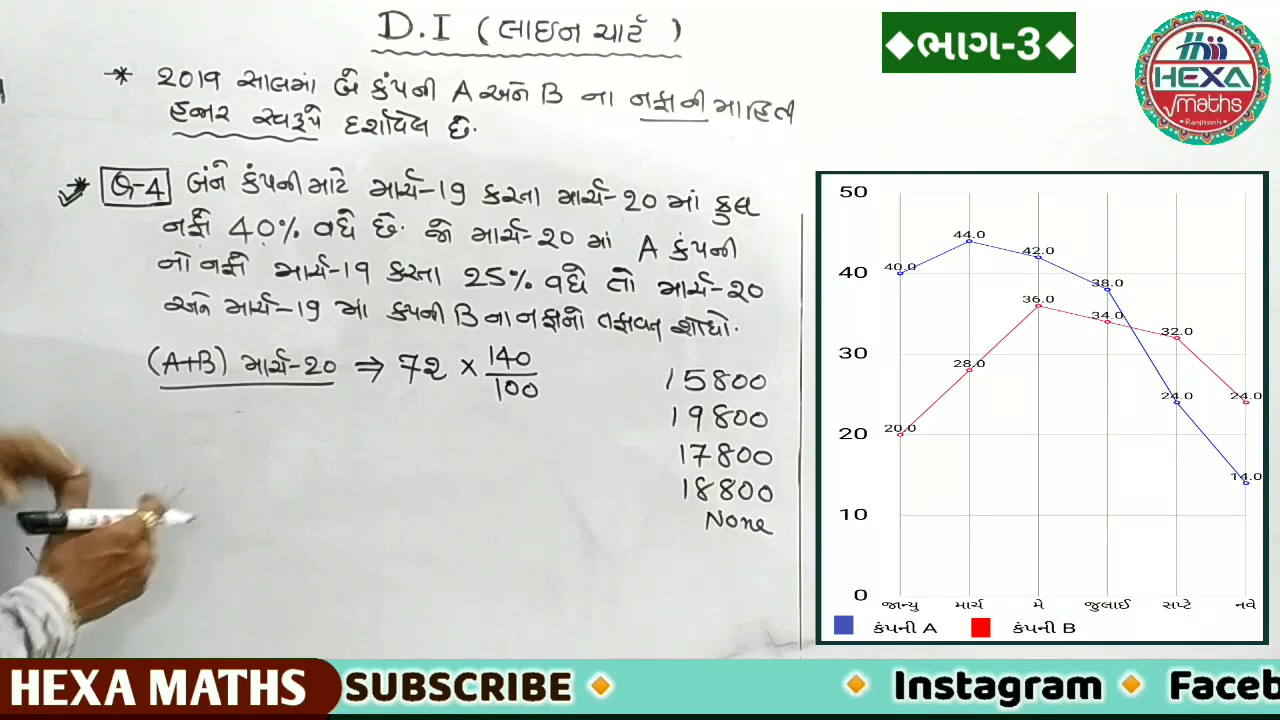 D.I (લાઇન ચાર્ટ)
◆ભાગ-3◆
HEXA
Maths
Ranjitsinh
* 2019 સાલમાં બે કંપની A અને B ના નફાની માહિતી
હજાર સ્વરૂપે દર્શાવેલ છે.
* Q-4 બંને કંપની માટે માર્ચ-19 કરતા માર્ચ-20 માં કુલ
નફો 40% વધે છે. જો માર્ચ-20 માં A કંપની
નો નફો માર્ચ-19 કરતા 25% વધે તો માર્ચ-20
અને માર્ચ-19 માં કંપની B ના નફાનો તફાવત શોધો.
(A+B) માર્ચ-20 ⇒ 72 × 140/100
15800
19800
17800
18800
None
50
40
30
20
10
0
40.0 44.0 42.0 38.0 24.0 14.0
20.0 28.0 36.0 34.0 32.0 24.0
જાન્યુ માર્ચ મે જુલાઈ સપ્ટે નવે
કંપની A કંપની B
HEXA MATHS SUBSCRIBE 🔸 🔸 Instagram 🔸 Faceb